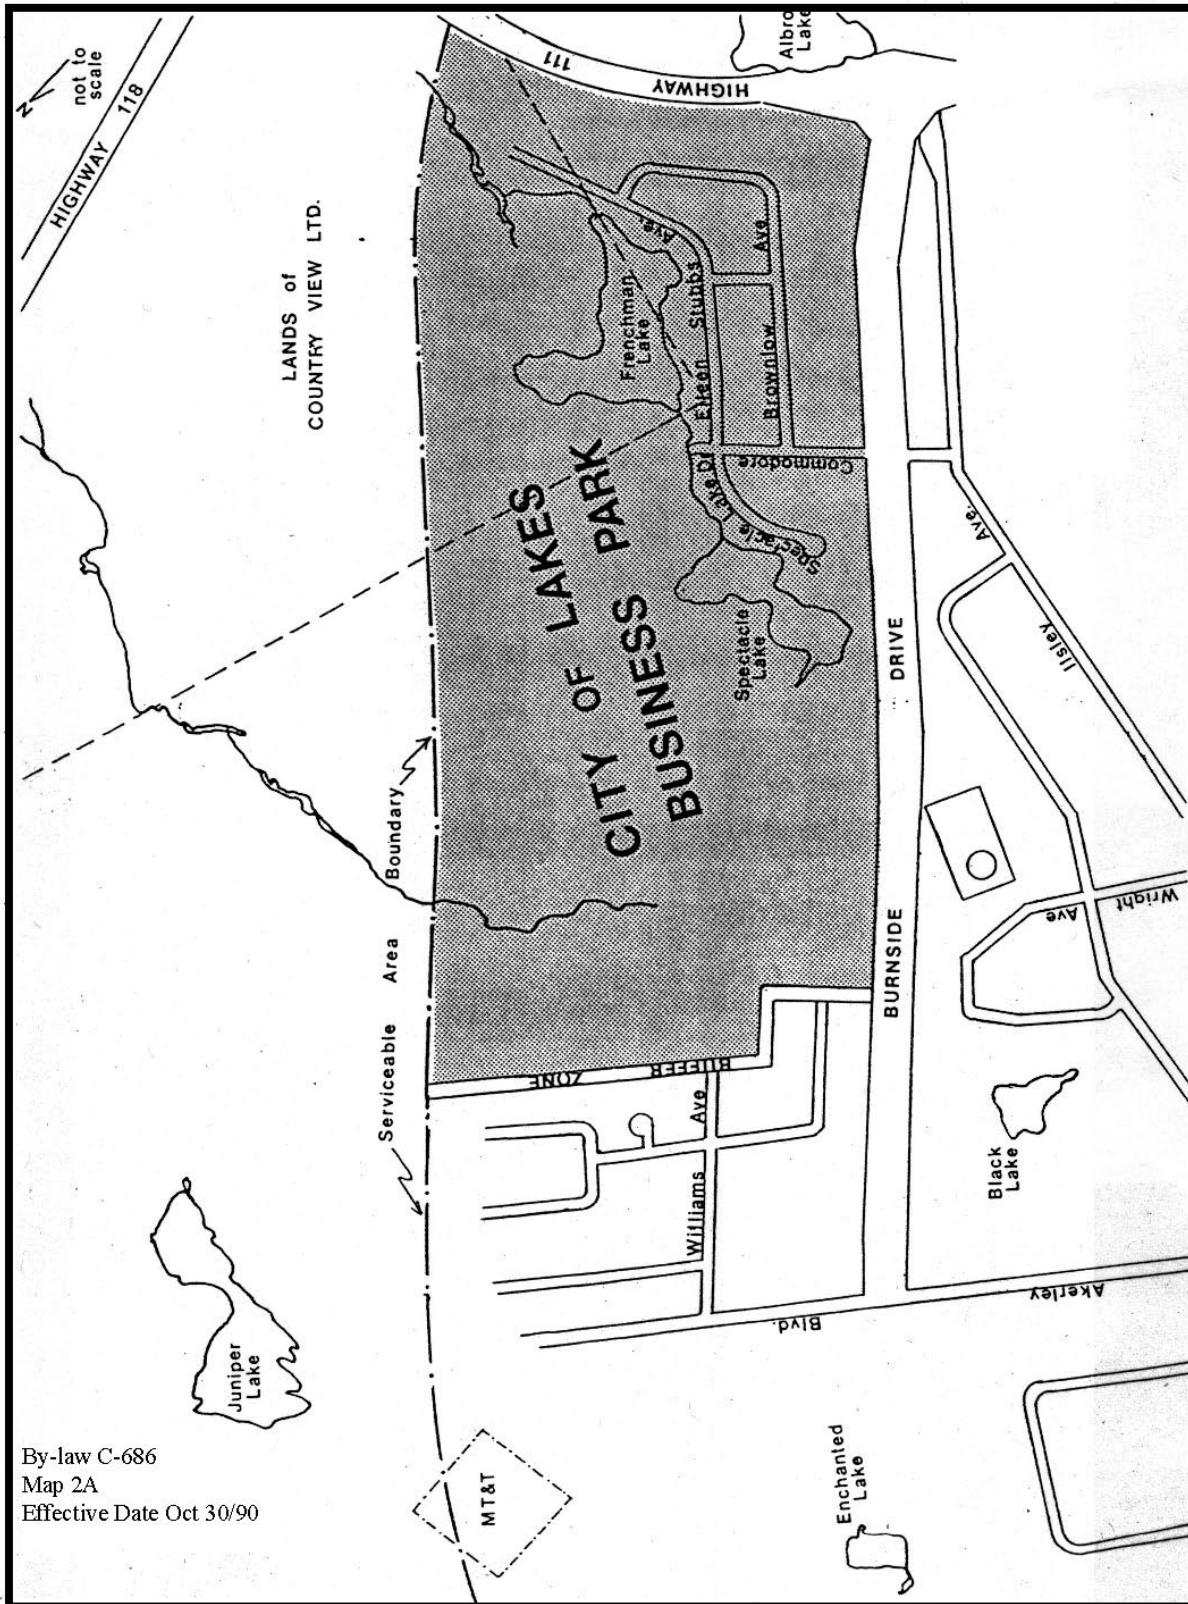 N
not to
scale
HIGHWAY 118
LANDS of
COUNTRY VIEW LTD.
HIGHWAY 111
Lake
Frenchman
Lake
Eileen Stubbs Ave.
Brownlow Ave
Commodore
Spectacle Lake Dr
CITY OF LAKES
BUSINESS PARK
Spectacle
Lake
Serviceable Area Boundary
BURNSIDE DRIVE
Ilsley Ave.
Wright Ave
BUFFER ZONE
Williams Ave
Black
Lake
Akerley Blvd.
Juniper
Lake
MT&T
Enchanted
Lake
By-law C-686
Map 2A
Effective Date Oct 30/90